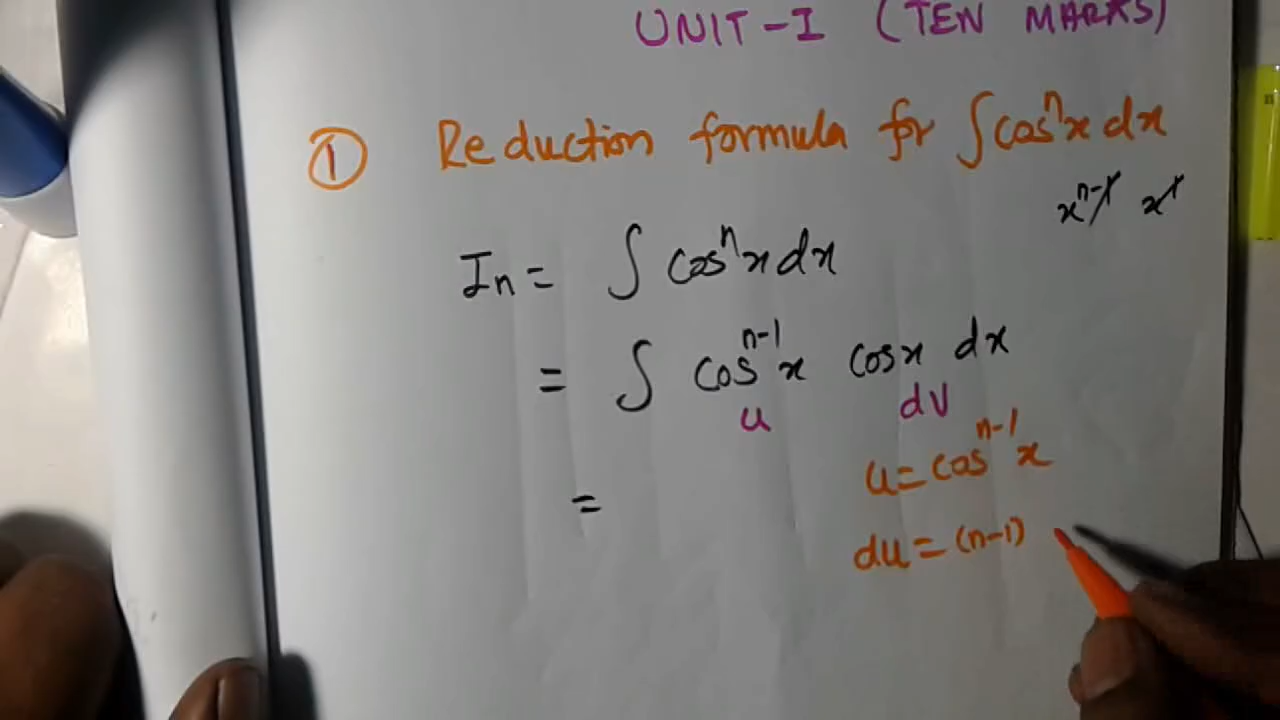 UNIT-I (TEN MARKS)
① Reduction formula for ∫cosⁿx dx
xⁿ⁻¹ x¹
Iₙ = ∫ cosⁿx dx
= ∫ cosⁿ⁻¹x cosx dx
u dv
u = cosⁿ⁻¹x
=
du = (n-1)